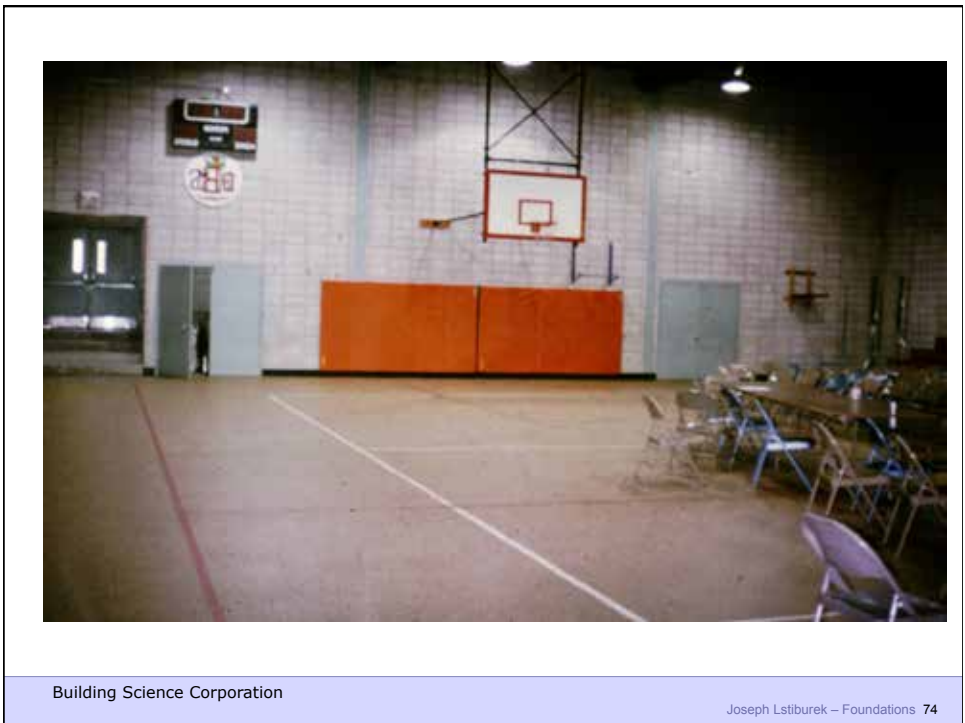 Building Science Corporation
Joseph Lstiburek – Foundations 74